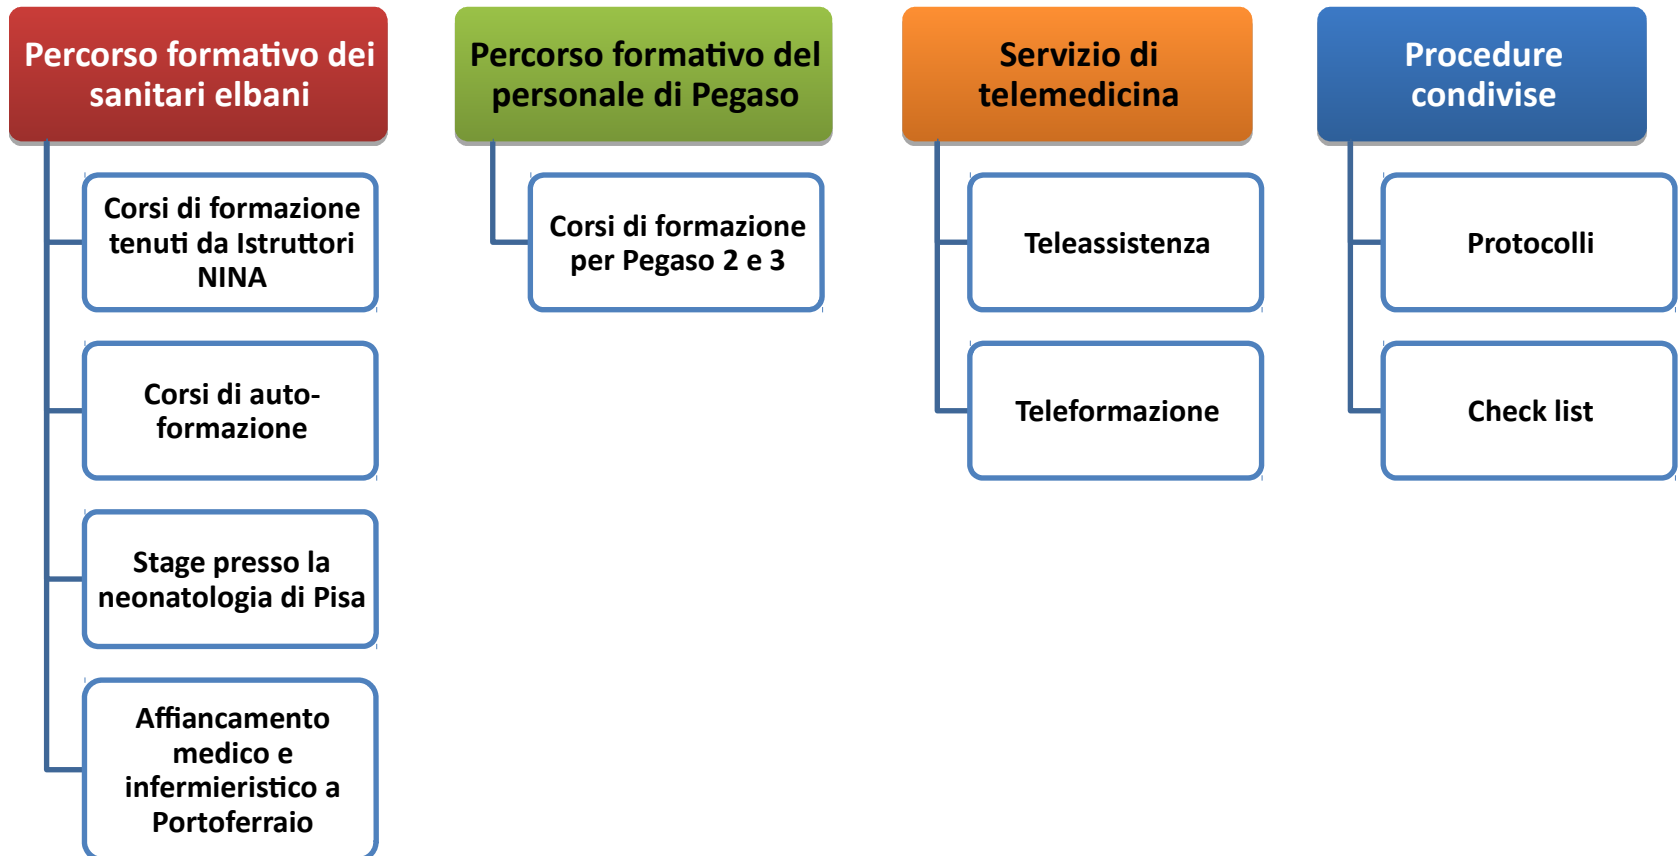 Percorso formativo dei
sanitari elbani
Corsi di formazione
tenuti da Istruttori
NINA
Corsi di auto-
formazione
Stage presso la
neonatologia di Pisa
Affiancamento
medico e
infermieristico a
Portoferraio
Percorso formativo del
personale di Pegaso
Corsi di formazione
per Pegaso 2 e 3
Servizio di
telemedicina
Teleassistenza
Teleformazione
Procedure
condivise
Protocolli
Check list